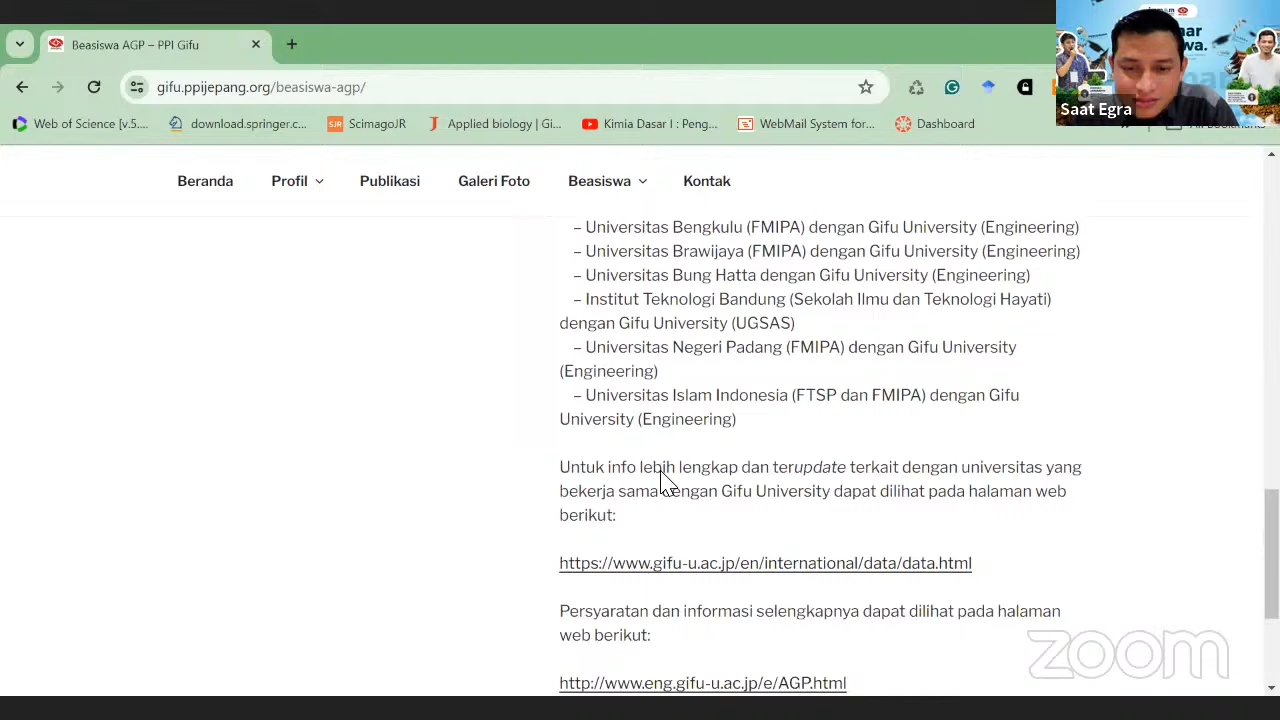 Beasiswa AGP – PPI Gifu
gifu.ppijepang.org/beasiswa-agp/
Web of Science [v.5....
download.springer.c...
SJR
ScimagoJR
Applied biology | Gi...
Kimia Dasar I : Peng...
WebMail System for...
Dashboard
Saat Egra
Beranda
Profil
Publikasi
Galeri Foto
Beasiswa
Kontak
– Universitas Bengkulu (FMIPA) dengan Gifu University (Engineering)
– Universitas Brawijaya (FMIPA) dengan Gifu University (Engineering)
– Universitas Bung Hatta dengan Gifu University (Engineering)
– Institut Teknologi Bandung (Sekolah Ilmu dan Teknologi Hayati)
dengan Gifu University (UGSAS)
– Universitas Negeri Padang (FMIPA) dengan Gifu University
(Engineering)
– Universitas Islam Indonesia (FTSP dan FMIPA) dengan Gifu
University (Engineering)
Untuk info lebih lengkap dan terupdate terkait dengan universitas yang
bekerja sama dengan Gifu University dapat dilihat pada halaman web
berikut:
https://www.gifu-u.ac.jp/en/international/data/data.html
Persyaratan dan informasi selengkapnya dapat dilihat pada halaman
web berikut:
http://www.eng.gifu-u.ac.jp/e/AGP.html
zoom